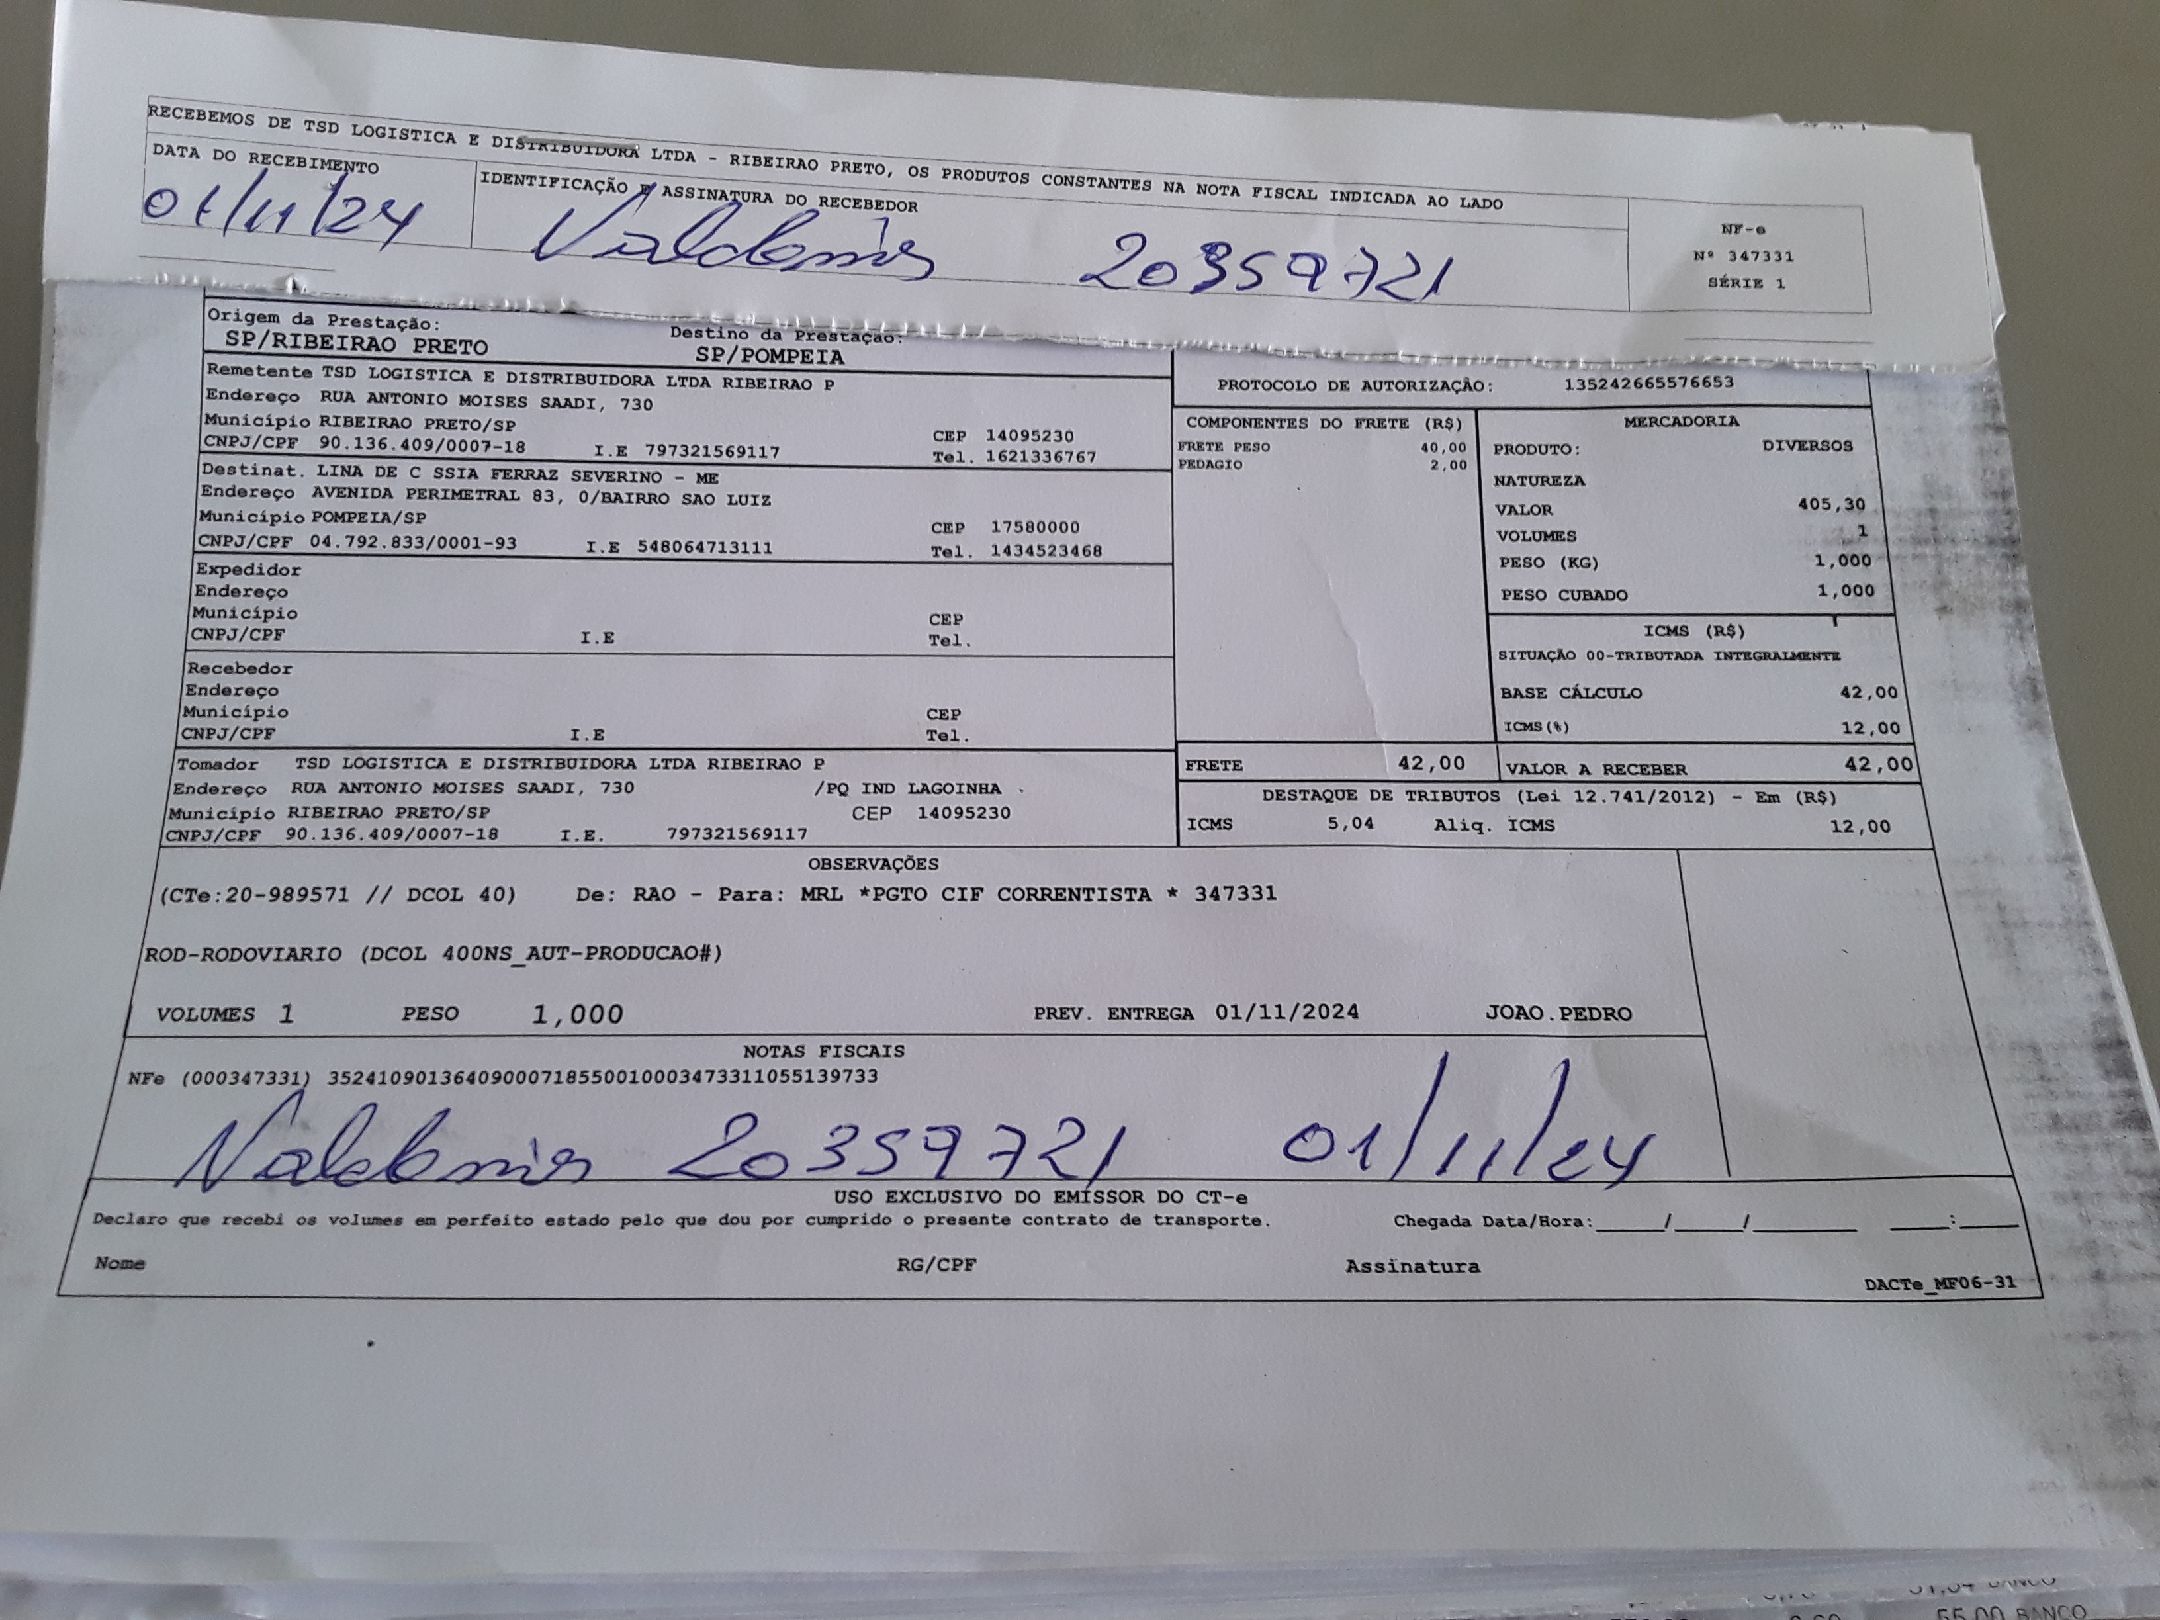 RECEBEMOS DE TSD LOGISTICA E DISTRIBUIDORA LTDA - RIBEIRAO PRETO, OS PRODUTOS CONSTANTES NA NOTA FISCAL INDICADA AO LADO
DATA DO RECEBIMENTO IDENTIFICAÇÃO E ASSINATURA DO RECEBEDOR
01/11/24 20359721
NF-e
Nº 347331
SÉRIE 1
Origem da Prestação: Destino da Prestação:
SP/RIBEIRAO PRETO SP/POMPEIA
Remetente TSD LOGISTICA E DISTRIBUIDORA LTDA RIBEIRAO P
Endereço RUA ANTONIO MOISES SAADI, 730
Município RIBEIRAO PRETO/SP CEP 14095230
CNPJ/CPF 90.136.409/0007-18 I.E 797321569117 Tel. 1621336767
Destinat. LINA DE C SSIA FERRAZ SEVERINO - ME
Endereço AVENIDA PERIMETRAL 83, 0/BAIRRO SAO LUIZ
Município POMPEIA/SP CEP 17580000
CNPJ/CPF 04.792.833/0001-93 I.E 548064713111 Tel. 1434523468
Expedidor
Endereço
Município CEP
CNPJ/CPF I.E Tel.
Recebedor
Endereço
Município CEP
CNPJ/CPF I.E Tel.
Tomador TSD LOGISTICA E DISTRIBUIDORA LTDA RIBEIRAO P
Endereço RUA ANTONIO MOISES SAADI, 730 /PQ IND LAGOINHA
Município RIBEIRAO PRETO/SP CEP 14095230
CNPJ/CPF 90.136.409/0007-18 I.E. 797321569117
PROTOCOLO DE AUTORIZAÇÃO: 135242665576653
COMPONENTES DO FRETE (R$)
FRETE PESO 40,00
PEDAGIO 2,00
MERCADORIA
PRODUTO: DIVERSOS
NATUREZA
VALOR 405,30
VOLUMES 1
PESO (KG) 1,000
PESO CUBADO 1,000
ICMS (R$)
SITUAÇÃO 00-TRIBUTADA INTEGRALMENTE
BASE CÁLCULO 42,00
ICMS(%) 12,00
FRETE 42,00 VALOR A RECEBER 42,00
DESTAQUE DE TRIBUTOS (Lei 12.741/2012) - Em (R$)
ICMS 5,04 Aliq. ICMS 12,00
OBSERVAÇÕES
(CTe:20-989571 // DCOL 40) De: RAO - Para: MRL *PGTO CIF CORRENTISTA * 347331
ROD-RODOVIARIO (DCOL 400NS_AUT-PRODUCAO#)
VOLUMES 1 PESO 1,000 PREV. ENTREGA 01/11/2024 JOAO.PEDRO
NOTAS FISCAIS
NFe (000347331) 35241090136409000718550010003473311055139733
20359721 01/11/24
USO EXCLUSIVO DO EMISSOR DO CT-e
Declaro que recebi os volumes em perfeito estado pelo que dou por cumprido o presente contrato de transporte. Chegada Data/Hora:____/____/______ ___:____
Nome RG/CPF Assinatura
DACTe_MF06-31
55,00 BANCO